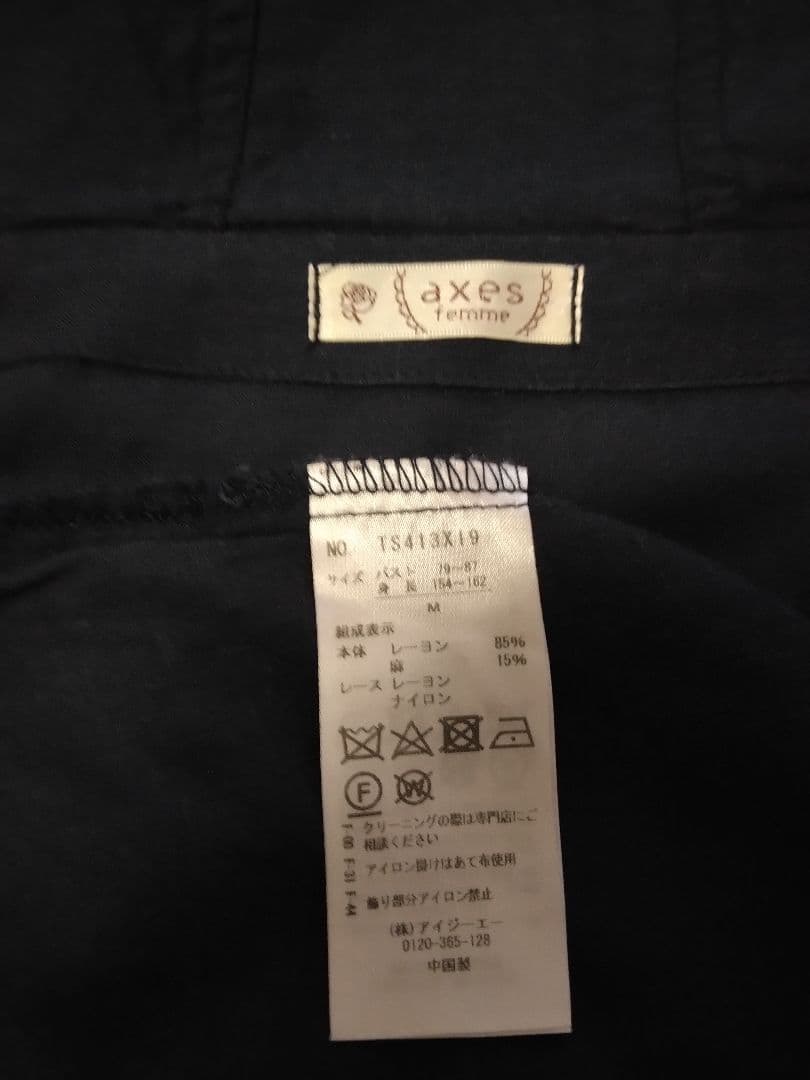 axes
femme
NO. TS413X19
サイズ バスト 79~87
身長 154~162
M
組成表示
本体 レーヨン 85%
麻 15%
レース レーヨン
ナイロン
F W
クリーニングの際は専門店にご
相談ください
アイロン掛けはあて布使用
飾り部分アイロン禁止
(株)アイジーエー
0120-365-128
中国製